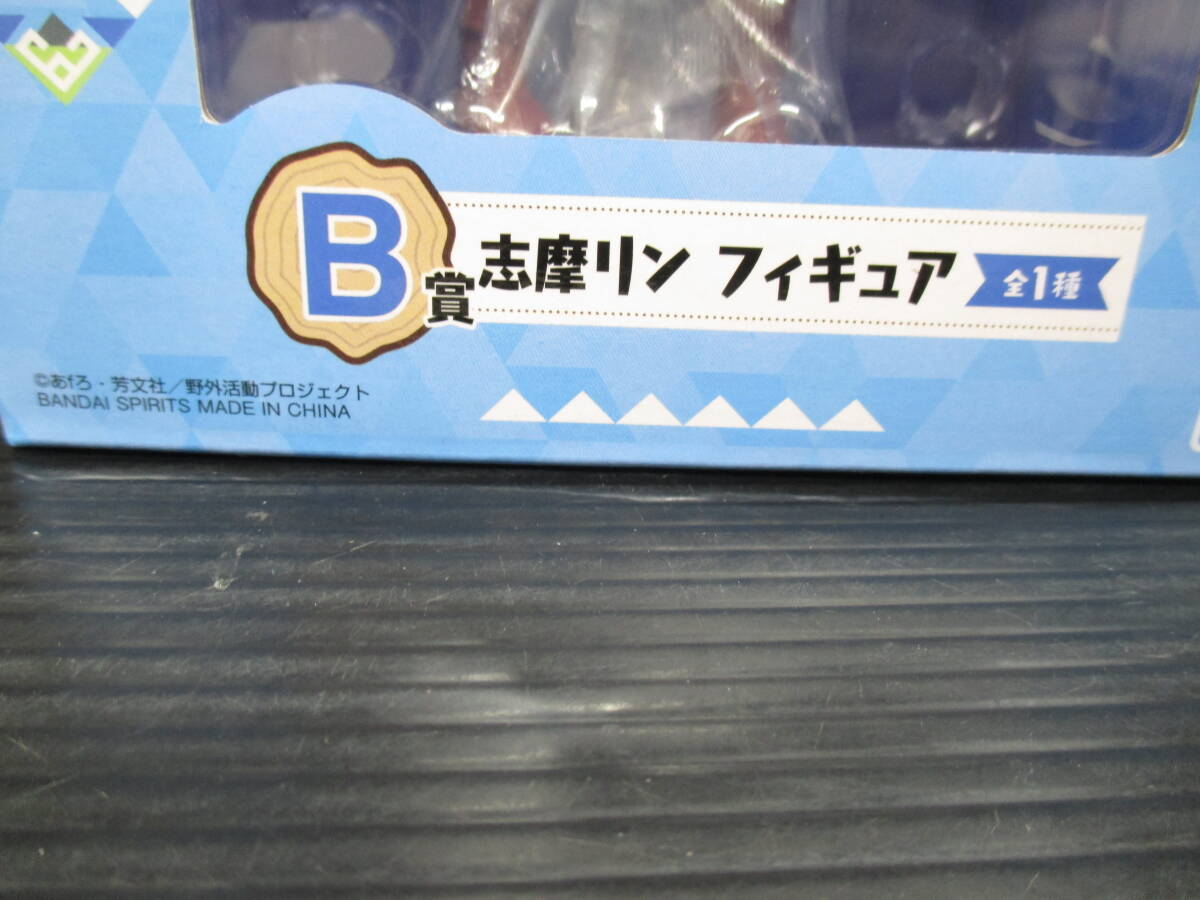 B賞 志摩リン フィギュア 全1種
©あfろ・芳文社／野外活動プロジェクト
BANDAI SPIRITS MADE IN CHINA